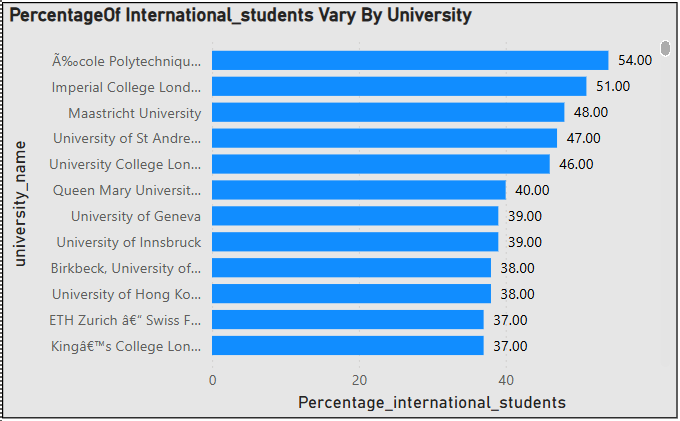 PercentageOf International_students Vary By University
university_name
Ã‰cole Polytechniqu... 54.00
Imperial College Lond... 51.00
Maastricht University 48.00
University of St Andre... 47.00
University College Lon... 46.00
Queen Mary Universit... 40.00
University of Geneva 39.00
University of Innsbruck 39.00
Birkbeck, University of... 38.00
University of Hong Ko... 38.00
ETH Zurich â€“ Swiss F... 37.00
Kingâ€™s College Lon... 37.00
0 20 40
Percentage_international_students